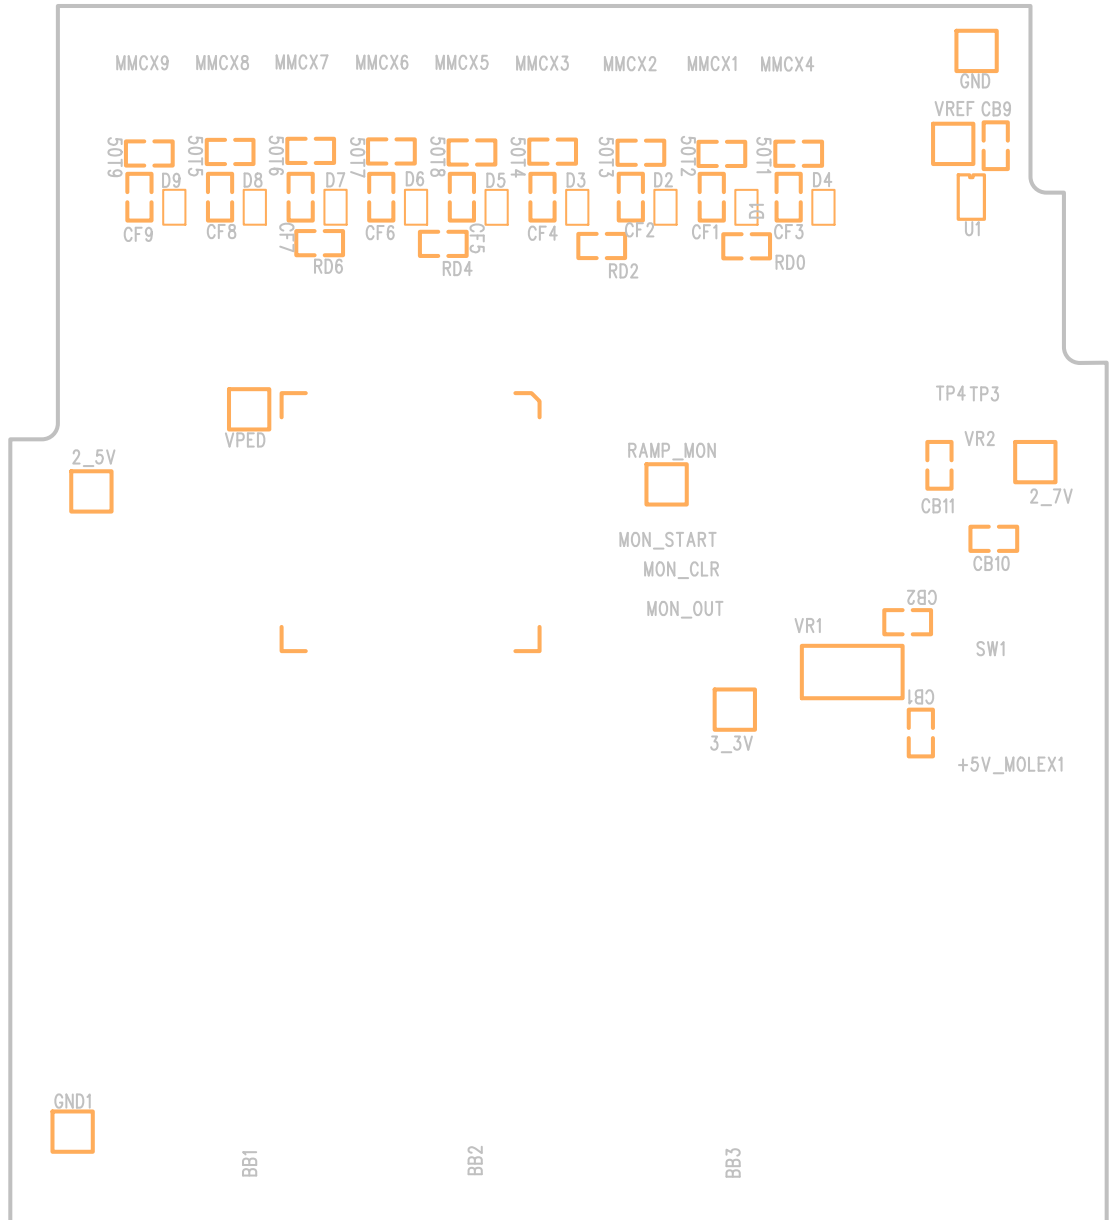 MMCX9 MMCX8 MMCX7 MMCX6 MMCX5 MMCX3 MMCX2 MMCX1 MMCX4
GND
VREF CB9
50T9 50T5 50T6 50T7 50T8 50T4 50T3 50T2 50T1
D9 D8 D7 D6 D5 D3 D2 D1 D4
CF9 CF8 CF7 CF6 CF5 CF4 CF2 CF1 CF3 U1
RD6 RD4 RD2 RD0
TP4 TP3
VPED
VR2
RAMP_MON
2_5V
2_7V
CB11
MON_START
CB10
MON_CLR
CB2
MON_OUT
VR1
SW1
CB1
3_3V
+5V_MOLEX1
GND1
BB1 BB2 BB3